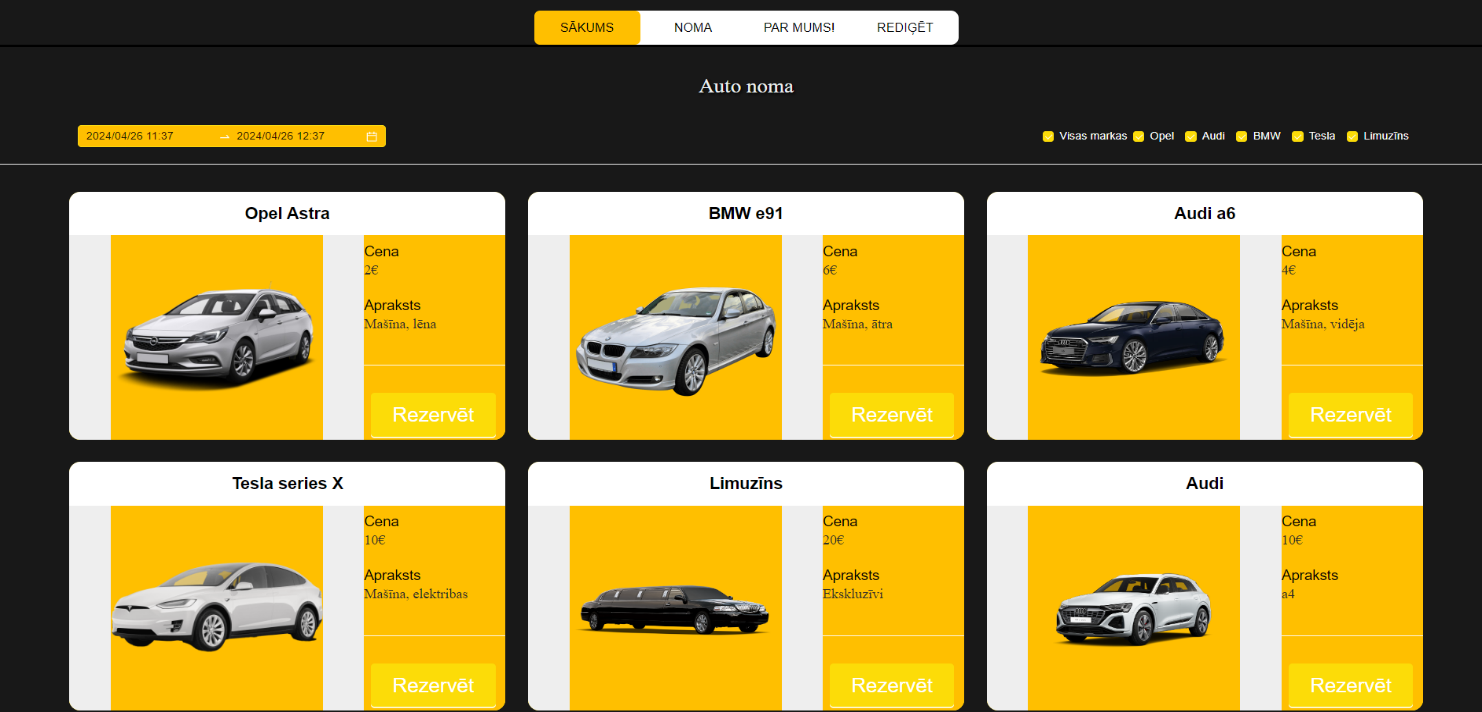 SĀKUMS NOMA PAR MUMS! REDIĢĒT
Auto noma
2024/04/26 11:37 → 2024/04/26 12:37
Visas markas Opel Audi BMW Tesla Limuzīns
Opel Astra
Cena
2€
Apraksts
Mašīna, lēna
Rezervēt
BMW e91
Cena
6€
Apraksts
Mašīna, ātra
Rezervēt
Audi a6
Cena
4€
Apraksts
Mašīna, vidēja
Rezervēt
Tesla series X
Cena
10€
Apraksts
Mašīna, elektribas
Rezervēt
Limuzīns
Cena
20€
Apraksts
Ekskluzīvi
Rezervēt
Audi
Cena
10€
Apraksts
a4
Rezervēt